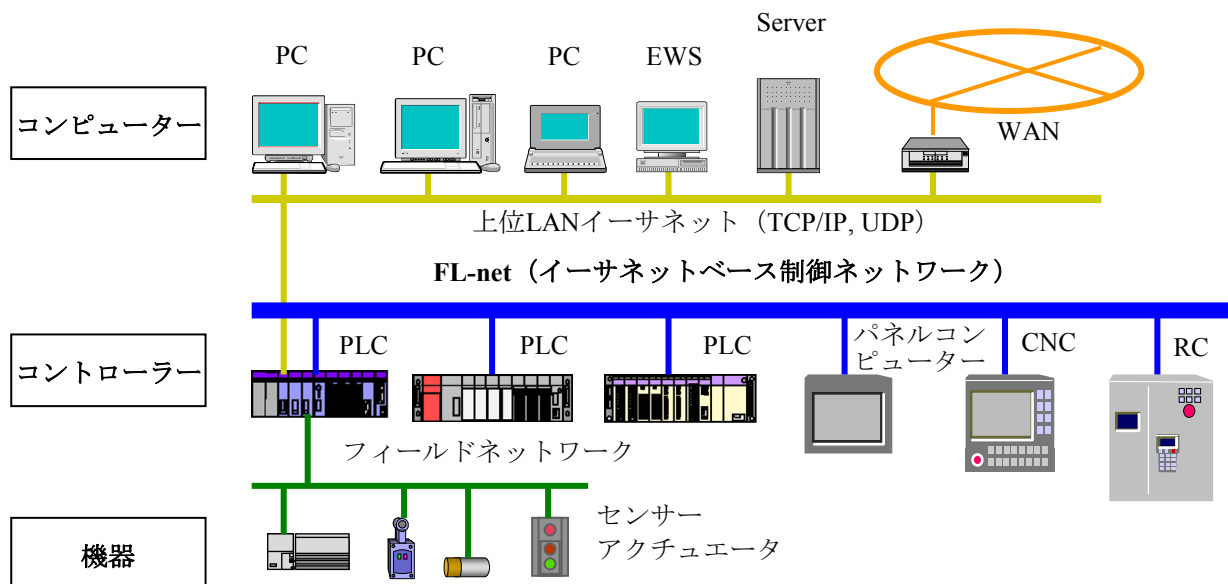 Server
PC
PC
PC
EWS
コンピューター
WAN
上位LANイーサネット（TCP/IP, UDP）
FL-net（イーサネットベース制御ネットワーク）
コントローラー
PLC
PLC
PLC
パネルコン
ピューター
CNC
RC
フィールドネットワーク
機器
センサー
アクチュエータ